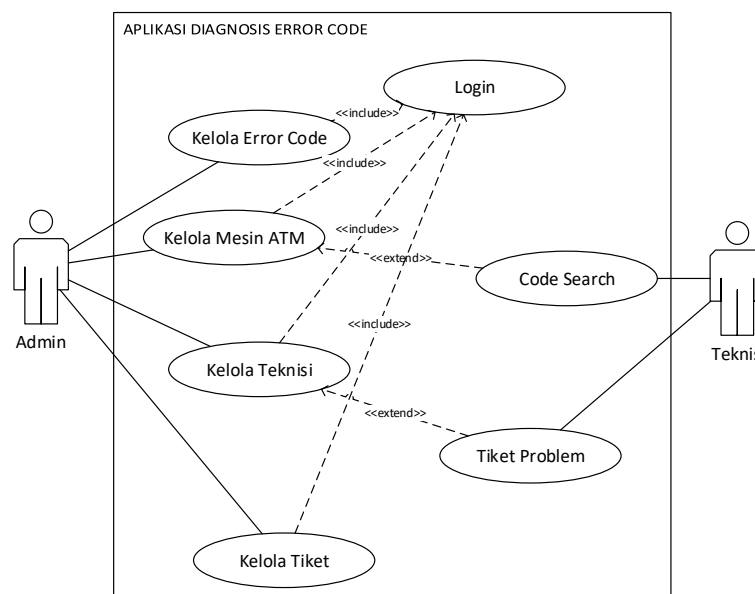 APLIKASI DIAGNOSIS ERROR CODE
Login
<<include>>
Kelola Error Code
<<include>>
<<include>>
Kelola Mesin ATM
<<extend>>
Code Search
Admin
<<include>>
Teknis
Kelola Teknisi
<<extend>>
Tiket Problem
Kelola Tiket